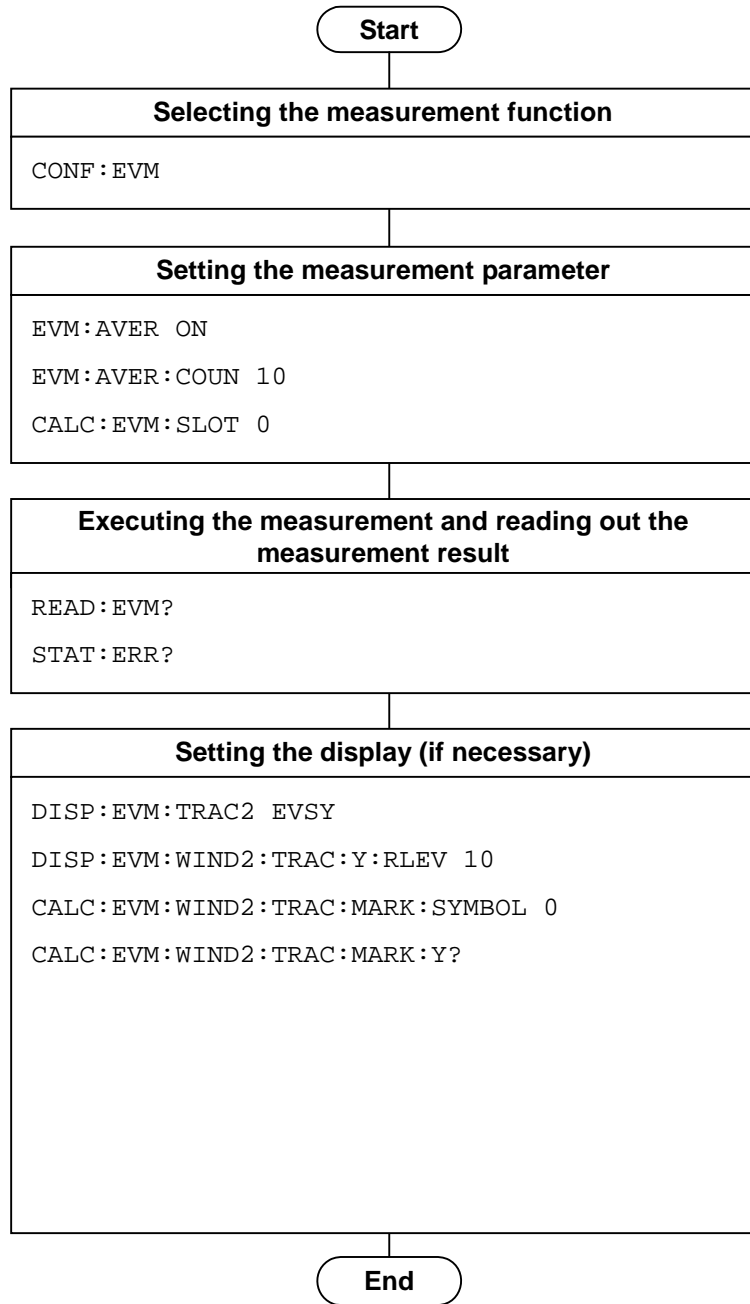 Start
Selecting the measurement function
CONF:EVM
Setting the measurement parameter
EVM:AVER ON
EVM:AVER:COUN 10
CALC:EVM:SLOT 0
Executing the measurement and reading out the
measurement result
READ:EVM?
STAT:ERR?
Setting the display (if necessary)
DISP:EVM:TRAC2 EVSY
DISP:EVM:WIND2:TRAC:Y:RLEV 10
CALC:EVM:WIND2:TRAC:MARK:SYMBOL 0
CALC:EVM:WIND2:TRAC:MARK:Y?
End